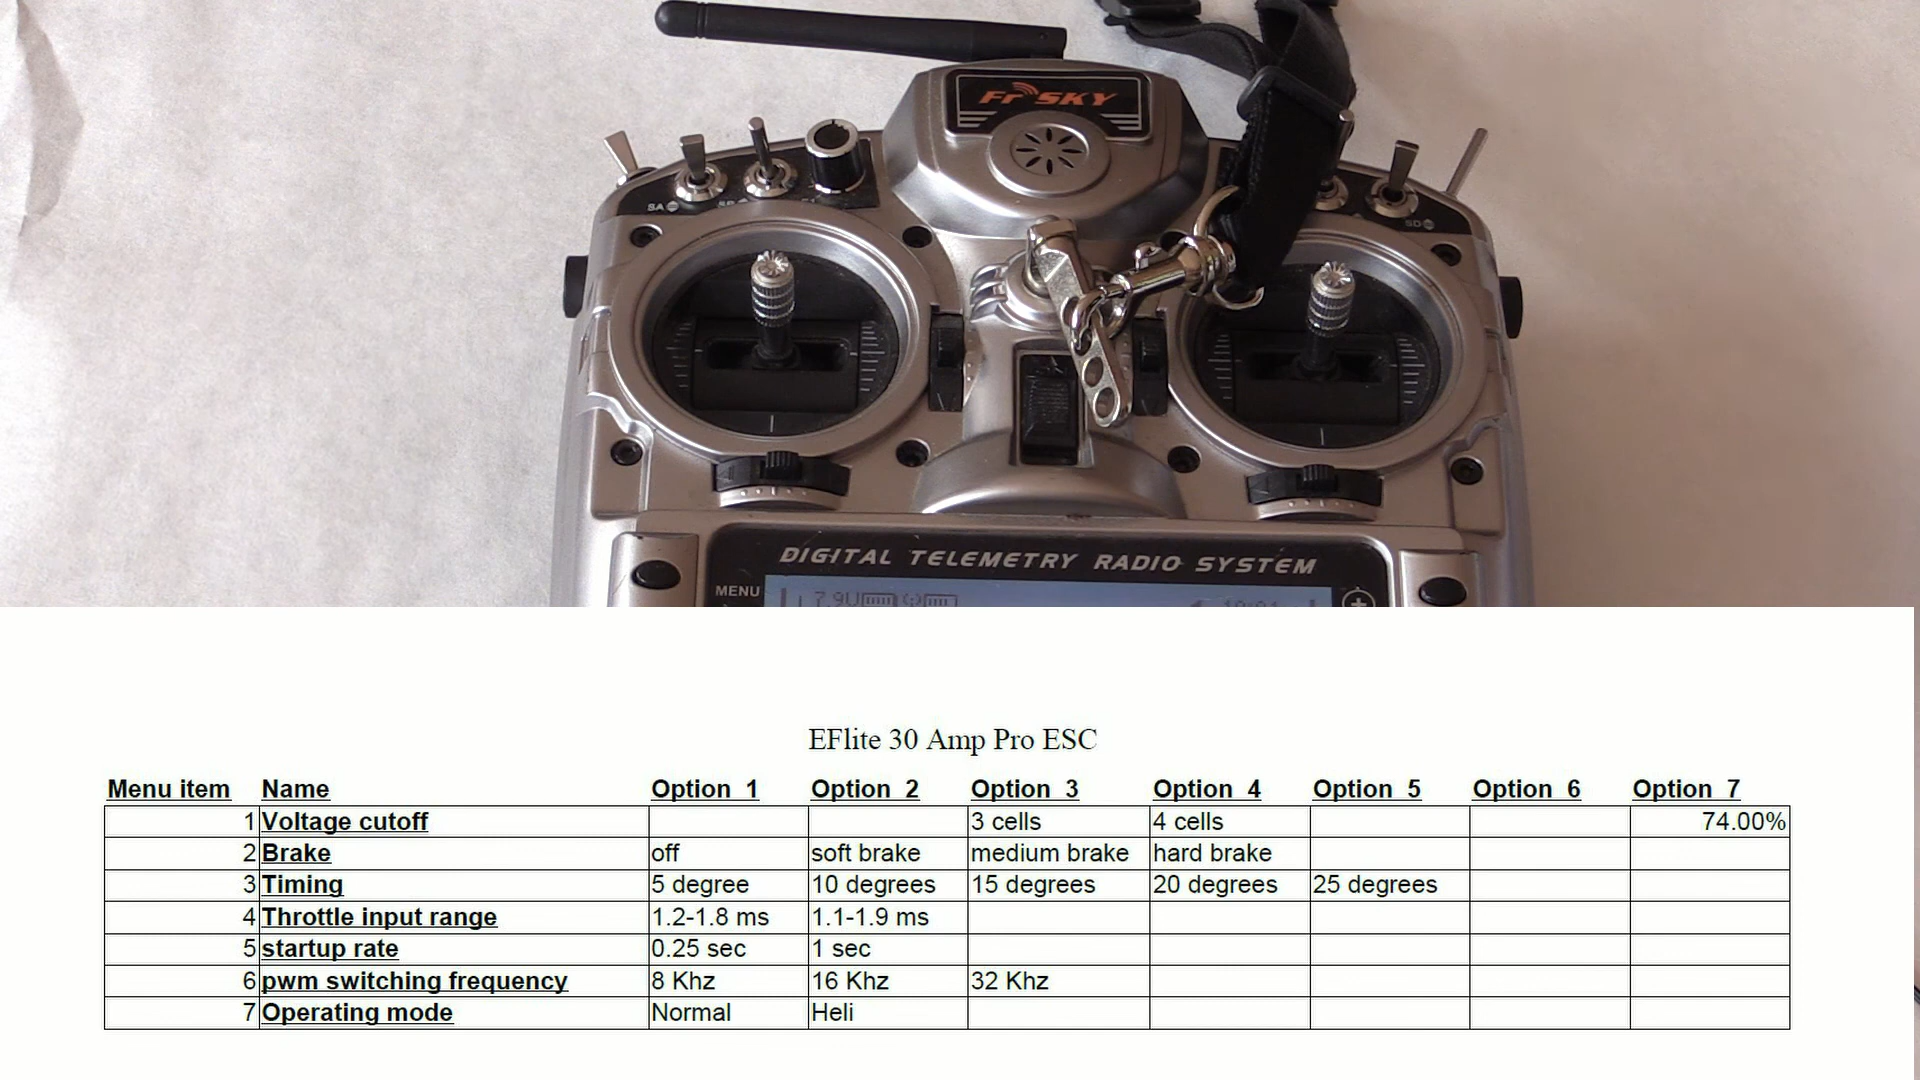 FrSKY
SA
SD
DIGITAL TELEMETRY RADIO SYSTEM
MENU
7.9V
EFlite 30 Amp Pro ESC
Menu item Name Option 1 Option 2 Option 3 Option 4 Option 5 Option 6 Option 7
1 Voltage cutoff 3 cells 4 cells 74.00%
2 Brake off soft brake medium brake hard brake
3 Timing 5 degree 10 degrees 15 degrees 20 degrees 25 degrees
4 Throttle input range 1.2-1.8 ms 1.1-1.9 ms
5 startup rate 0.25 sec 1 sec
6 pwm switching frequency 8 Khz 16 Khz 32 Khz
7 Operating mode Normal Heli